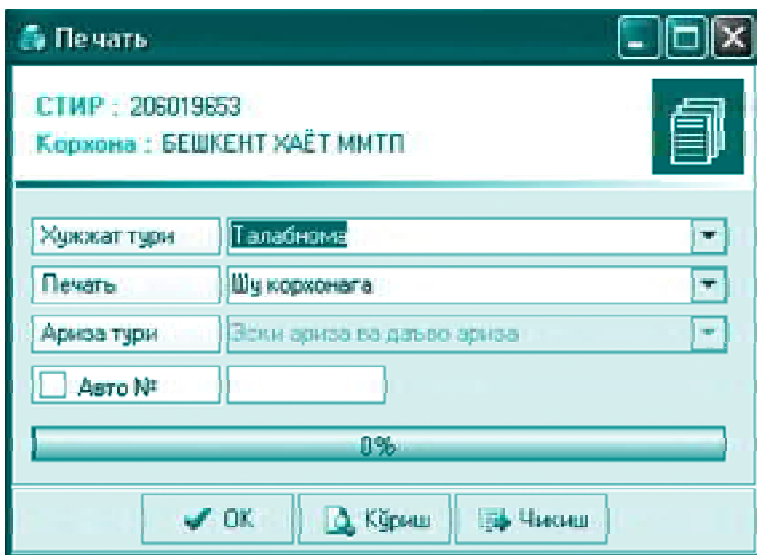 Печать
СТИР : 206019653
Корхона : БЕШКЕНТ ХАЁТ ММТП
Хужжат тури Талабнома
Печать Шу корхонага
Ариза тури Эски ариза ва даъво ариза
Авто №
0%
ОК Кўриш Чикиш